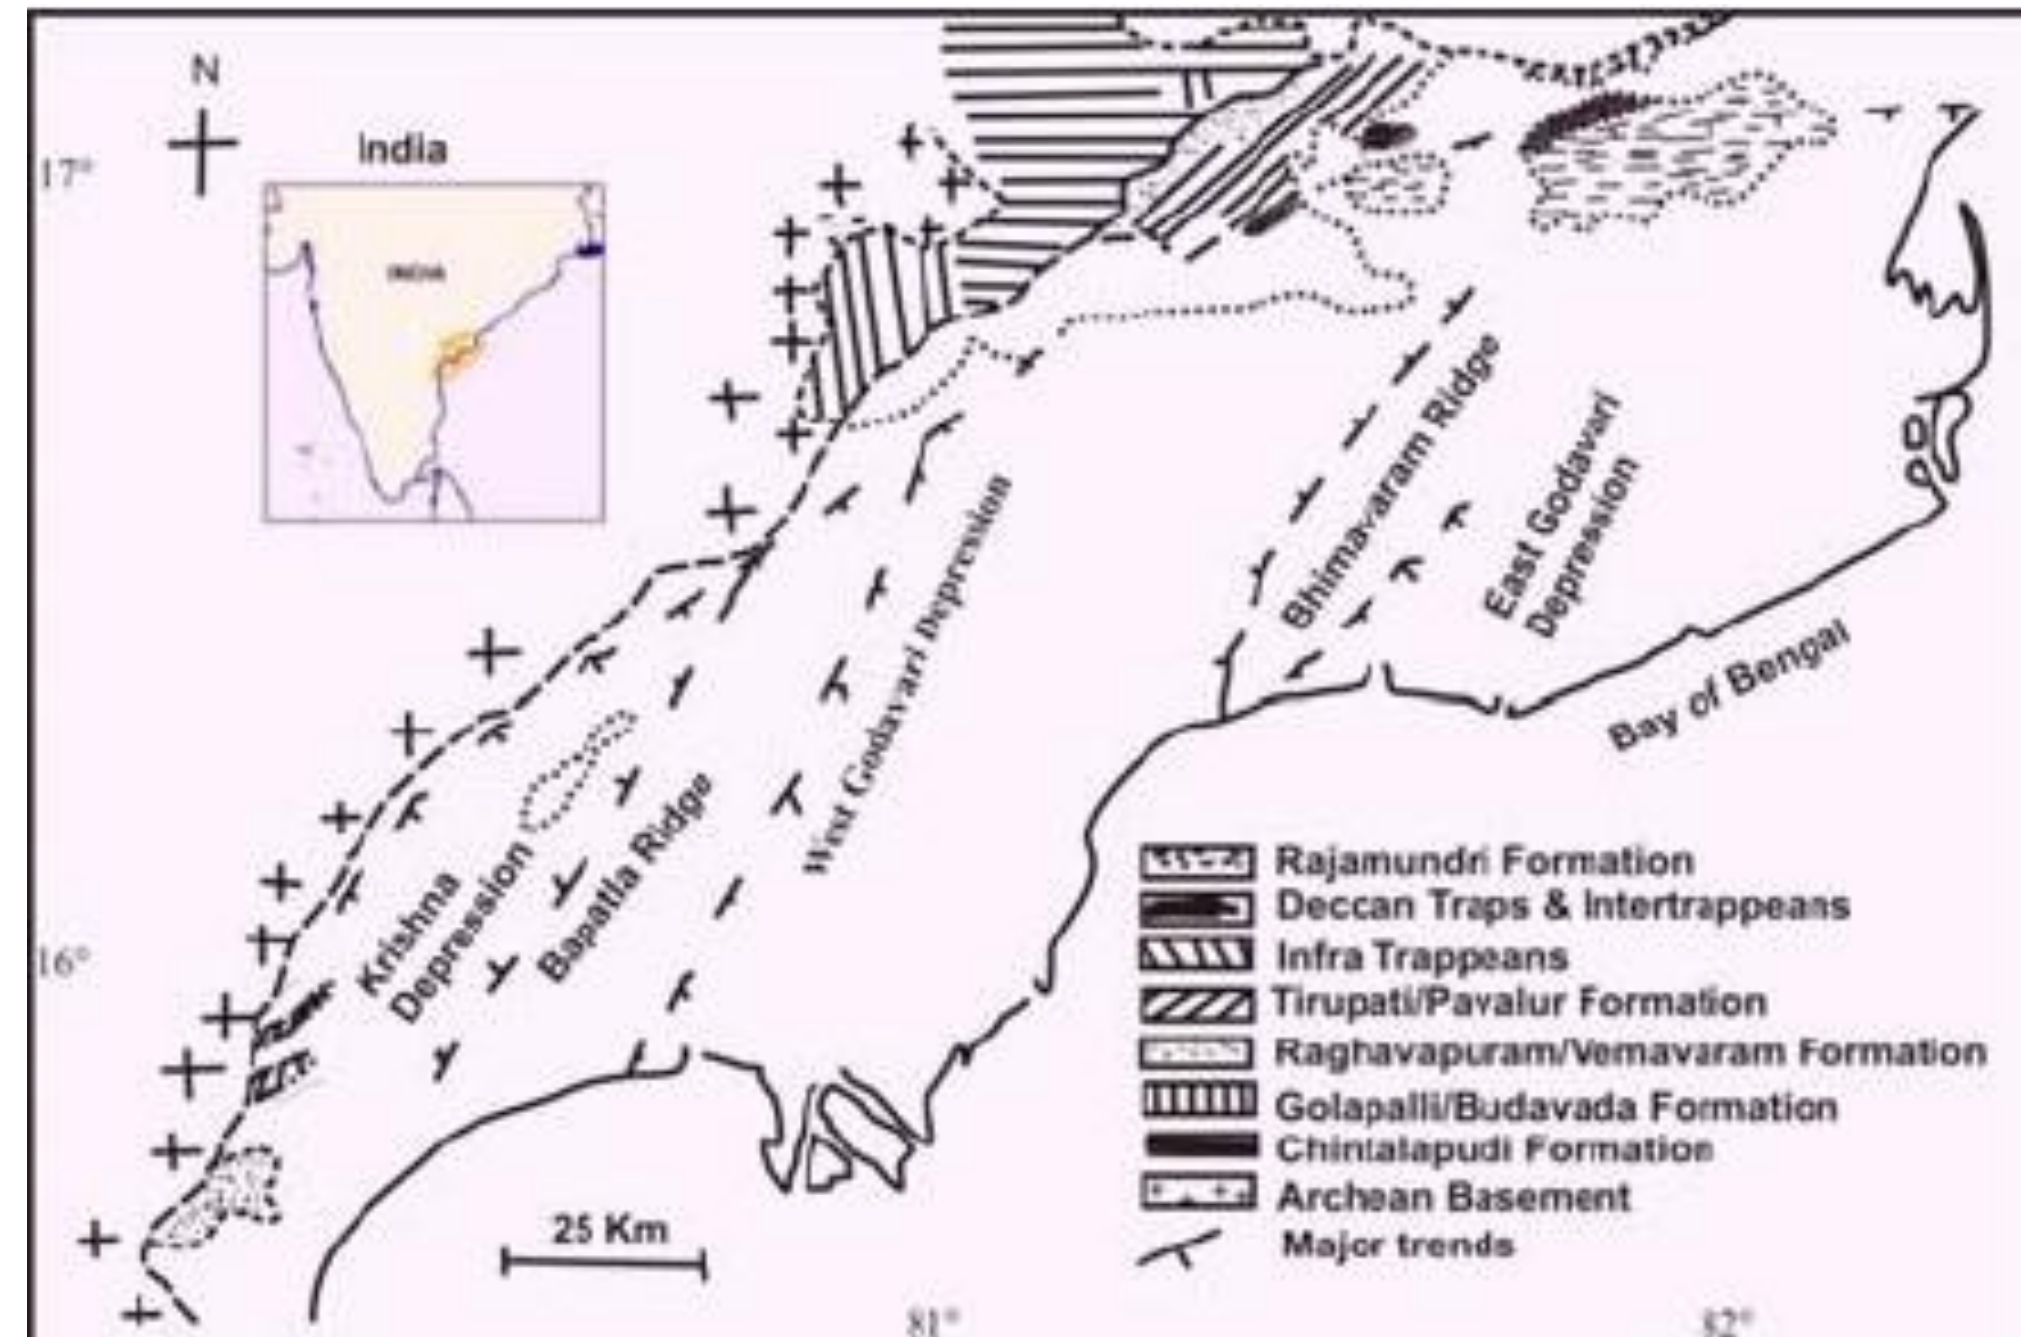 N
India
INDIA
17°
16°
81°
82°
Bhimavaram Ridge
East Godavari
Depression
West Godavari Depression
Bay of Bengal
Krishna
Depression
Bapatla Ridge
25 Km
Rajamundri Formation
Deccan Traps & Intertrappeans
Infra Trappeans
Tirupati/Pavalur Formation
Raghavapuram/Vemavaram Formation
Golapalli/Budavada Formation
Chintalapudi Formation
Archean Basement
Major trends